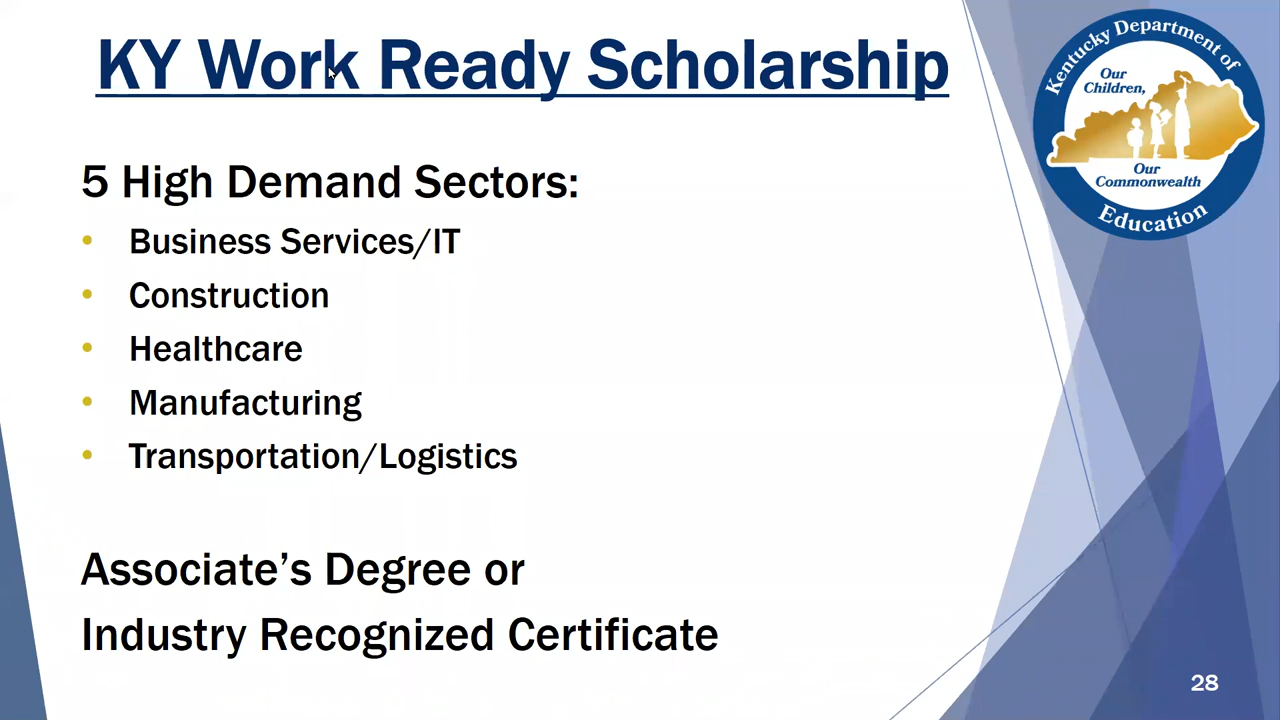 KY Work Ready Scholarship
Kentucky Department of
Our
Children,
Our
Commonwealth
Education
5 High Demand Sectors:
• Business Services/IT
• Construction
• Healthcare
• Manufacturing
• Transportation/Logistics
Associate’s Degree or
Industry Recognized Certificate
28